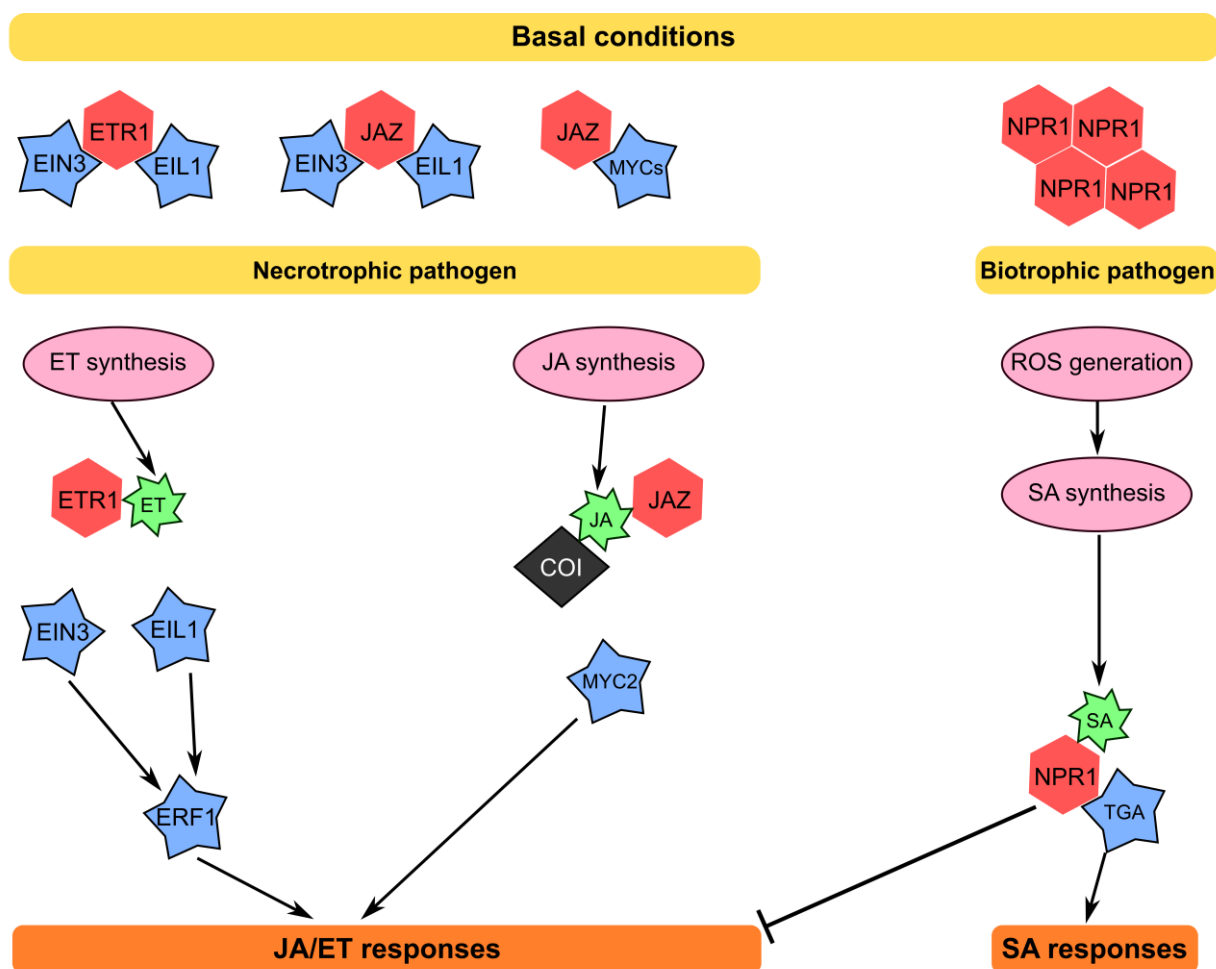 Basal conditions
ETR1
EIN3
EIL1
JAZ
EIN3
EIL1
JAZ
MYCs
NPR1
NPR1
NPR1
NPR1
Necrotrophic pathogen
Biotrophic pathogen
ET synthesis
JA synthesis
ROS generation
ETR1
ET
JA
JAZ
COI
SA synthesis
EIN3
EIL1
MYC2
SA
NPR1
TGA
ERF1
JA/ET responses
SA responses